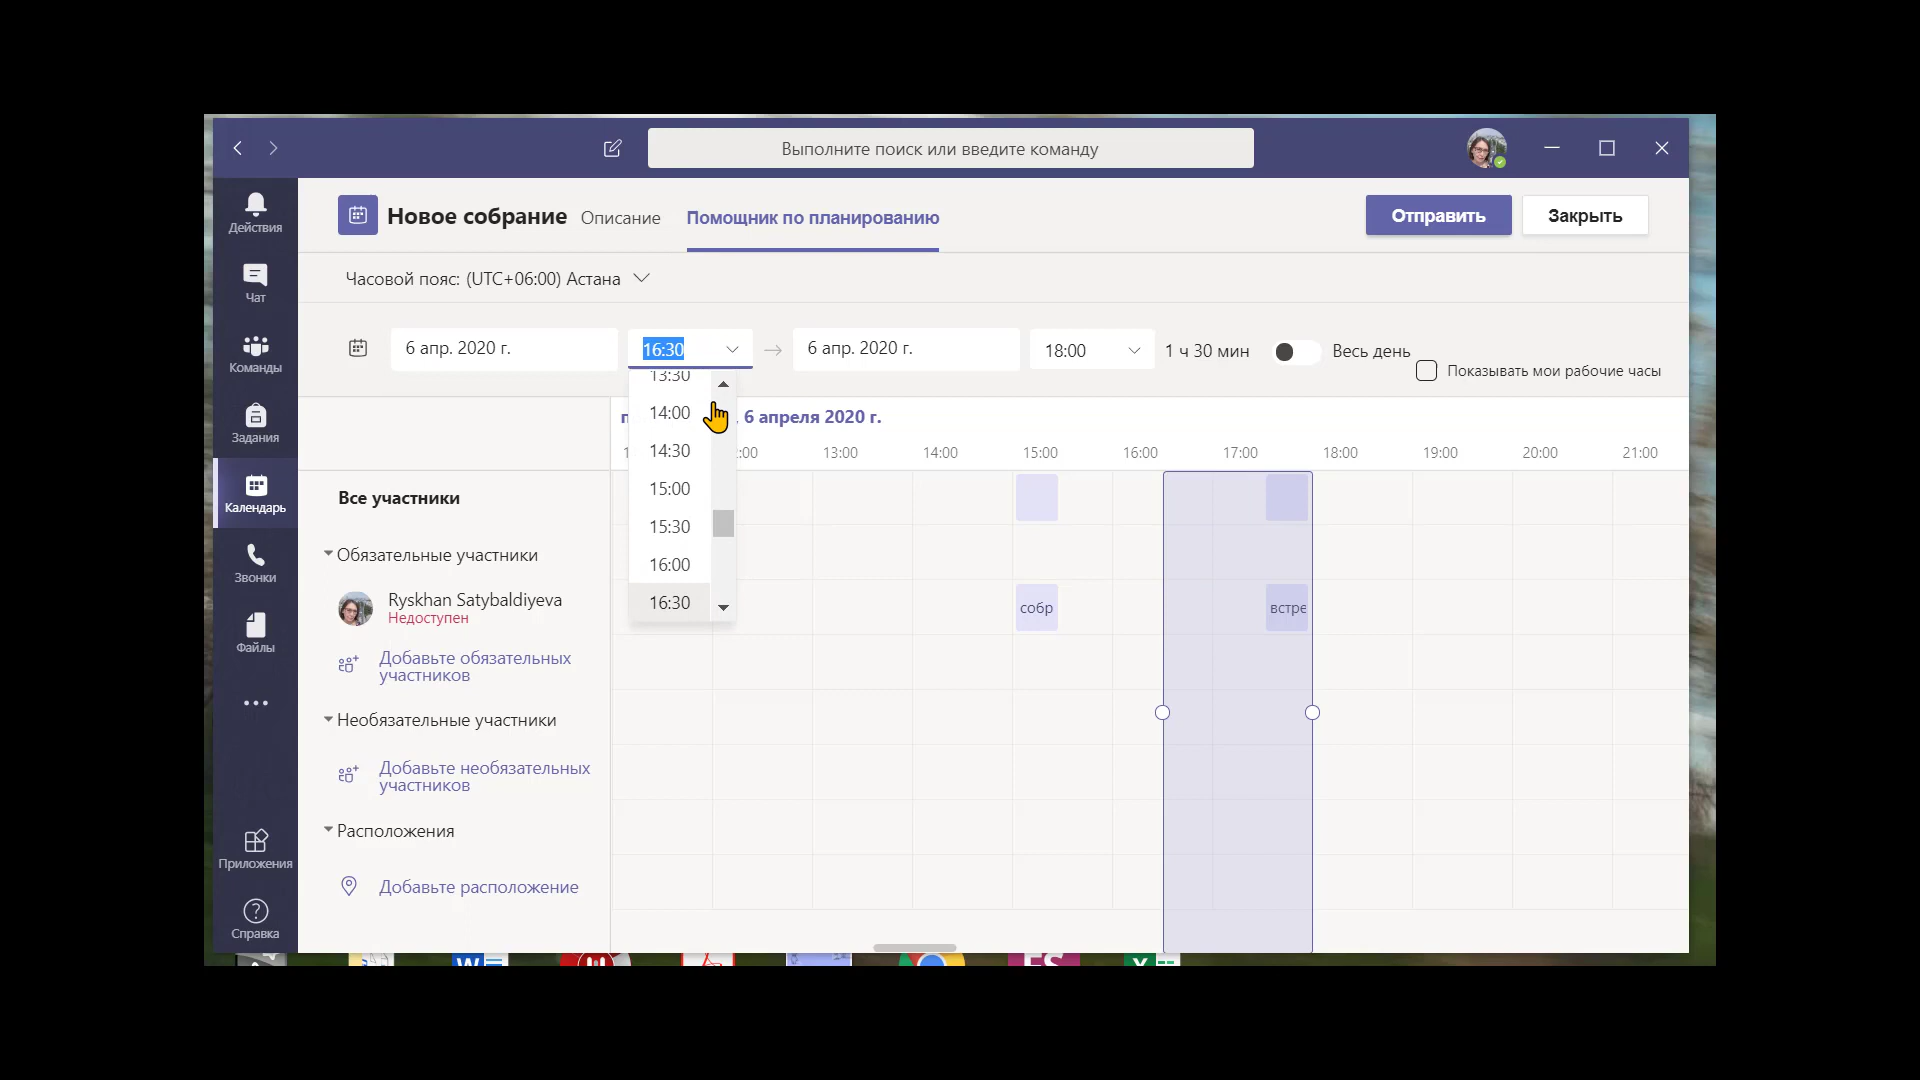 Выполните поиск или введите команду
Действия
Чат
Команды
Задания
Календарь
Звонки
Файлы
Приложения
Справка
Новое собрание Описание Помощник по планированию Отправить Закрыть
Часовой пояс: (UTC+06:00) Астана
6 апр. 2020 г. 16:30 6 апр. 2020 г. 18:00 1 ч 30 мин Весь день
Показывать мои рабочие часы
13:30
14:00
14:30
15:00
15:30
16:00
16:30
6 апреля 2020 г.
13:00 14:00 15:00 16:00 17:00 18:00 19:00 20:00 21:00
Все участники
Обязательные участники
Ryskhan Satybaldiyeva
Недоступен
собр встре
Добавьте обязательных
участников
Необязательные участники
Добавьте необязательных
участников
Расположения
Добавьте расположение